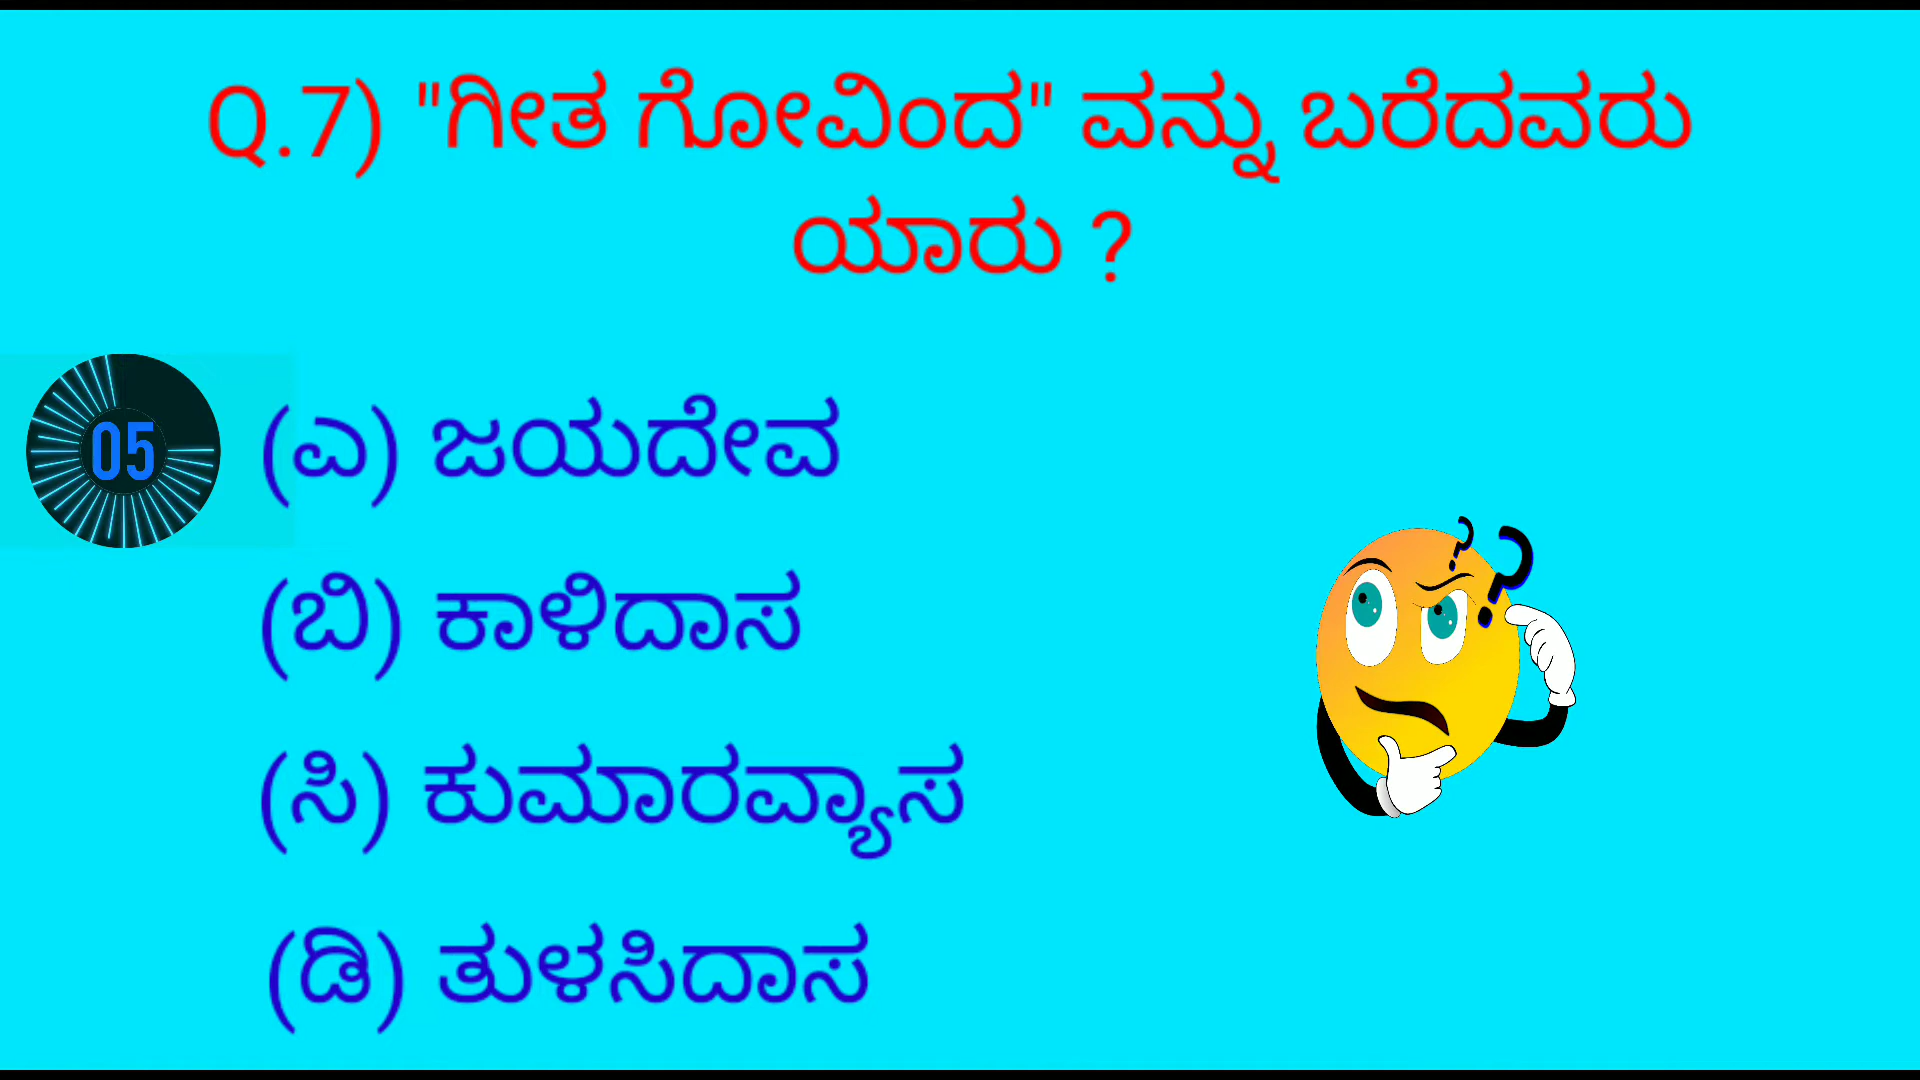 Q.7) "ಗೀತ ಗೋವಿಂದ" ವನ್ನು ಬರೆದವರು
ಯಾರು ?
05
(ಎ) ಜಯದೇವ
(ಬಿ) ಕಾಳಿದಾಸ
(ಸಿ) ಕುಮಾರವ್ಯಾಸ
(ಡಿ) ತುಳಸಿದಾಸ